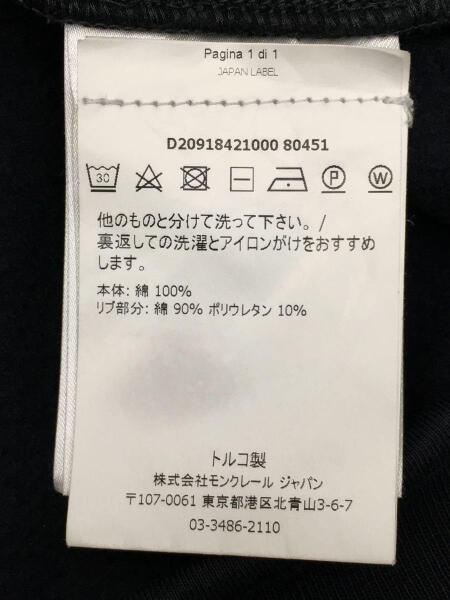 Pagina 1 di 1
JAPAN LABEL
D20918421000 80451
30 P W
他のものと分けて洗って下さい。/
裏返しての洗濯とアイロンがけをおすすめ
します。
本体: 綿 100%
リブ部分: 綿 90% ポリウレタン 10%
トルコ製
株式会社モンクレール ジャパン
〒107-0061 東京都港区北青山3-6-7
03-3486-2110